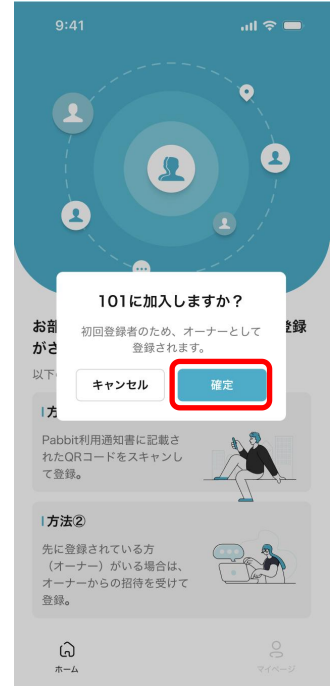 9:41
101に加入しますか？
初回登録者のため、オーナーとして
登録されます。
キャンセル
確定
お部
登録
がさ
以下
方
Pabbit利用通知書に記載さ
れたQRコードをスキャンし
て登録。
方法②
先に登録されている方
（オーナー）がいる場合は、
オーナーからの招待を受けて
登録。
ホーム
マイページ